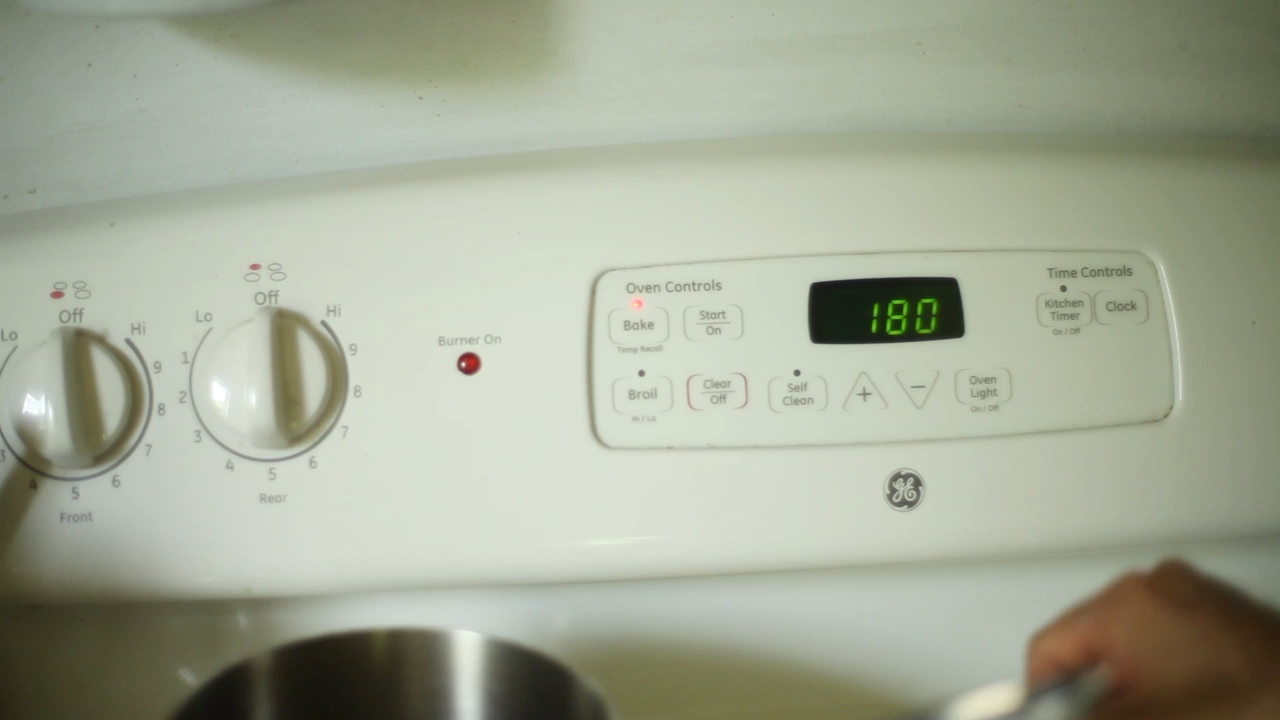 Off
Lo
Hi
9
8
7
6
5
4
3
Front
Off
Lo
Hi
1
2
3
4
5
6
7
8
9
Rear
Burner On
Oven Controls
Bake
Temp Recall
Start
On
Broil
Hi / Lo
Clear
Off
Self
Clean
+
−
Oven
Light
On / Off
180
Time Controls
Kitchen
Timer
On / Off
Clock
GE